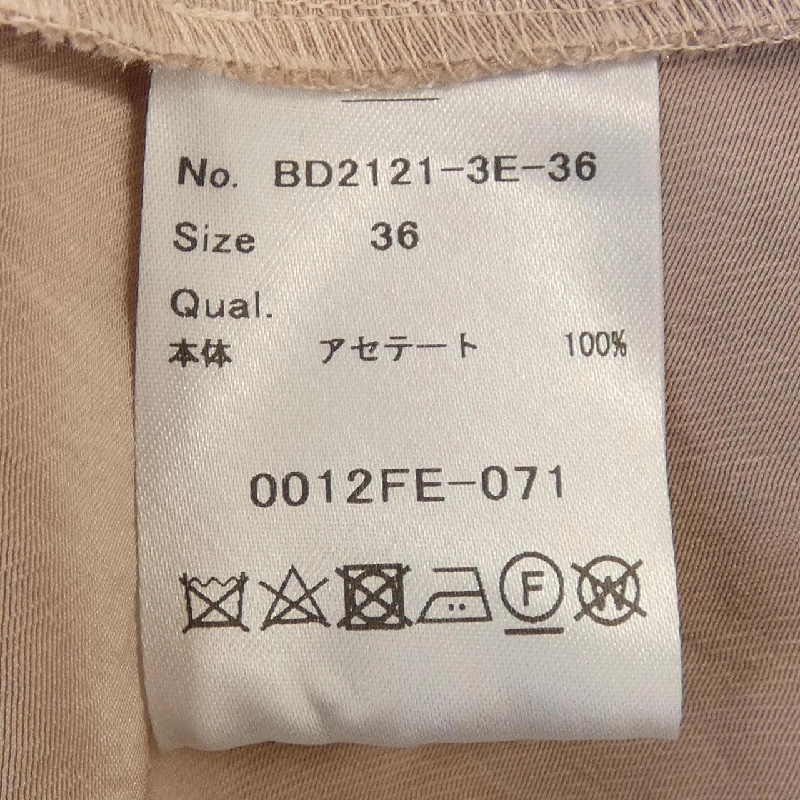 No. BD2121-3E-36
Size 36
Qual.
本体 アセテート 100%
0012FE-071
F W